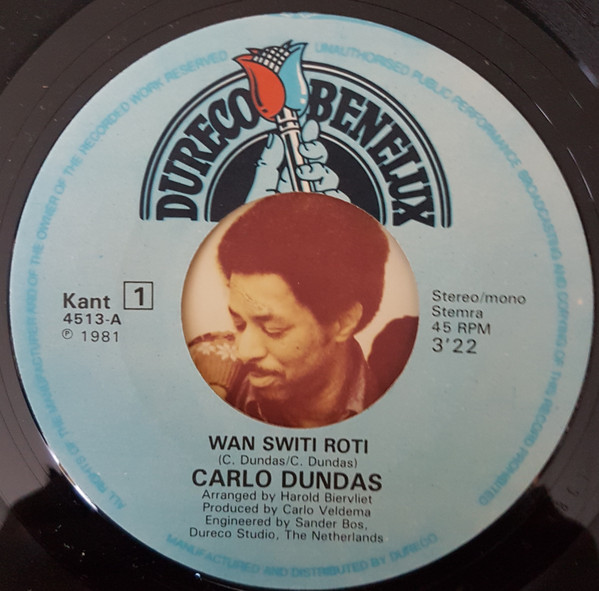 DURECO BENELUX
UNAUTHORISED PUBLIC PERFORMANCE BROADCASTING AND COPYING OF THIS RECORD PROHIBITED
ALL RIGHTS OF THE MANUFACTURER AND OF THE OWNER OF THE RECORDED WORK RESERVED
Kant 1
4513-A
℗ 1981
Stereo/mono
Stemra
45 RPM
3'22
WAN SWITI ROTI
(C. Dundas/C. Dundas)
CARLO DUNDAS
Arranged by Harold Biervliet
Produced by Carlo Veldema
Engineered by Sander Bos,
Dureco Studio, The Netherlands
MANUFACTURED AND DISTRIBUTED BY DURECO